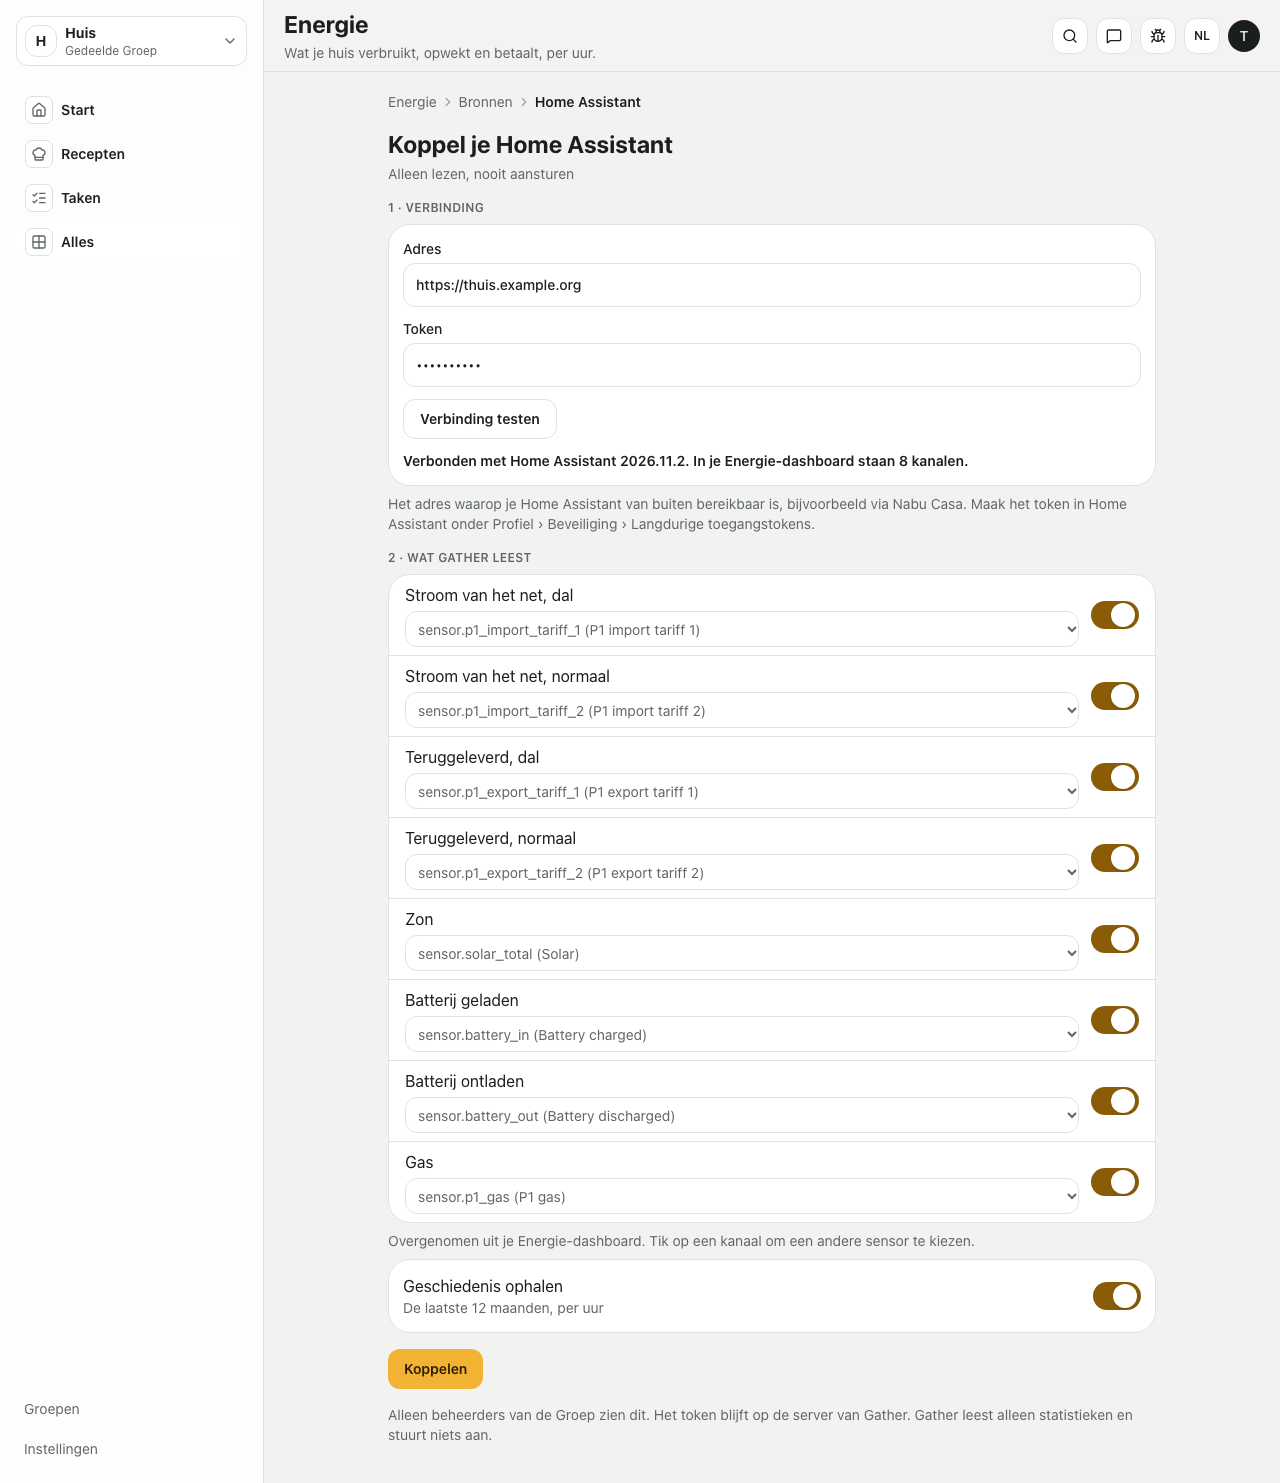 H
Huis
Gedeelde Groep
Start
Recepten
Taken
Alles
Groepen
Instellingen
Energie
Wat je huis verbruikt, opwekt en betaalt, per uur.
NL
T
Energie > Bronnen > Home Assistant
Koppel je Home Assistant
Alleen lezen, nooit aansturen
1 · VERBINDING
Adres
https://thuis.example.org
Token
••••••••••
Verbinding testen
Verbonden met Home Assistant 2026.11.2. In je Energie-dashboard staan 8 kanalen.
Het adres waarop je Home Assistant van buiten bereikbaar is, bijvoorbeeld via Nabu Casa. Maak het token in Home
Assistant onder Profiel › Beveiliging › Langdurige toegangstokens.
2 · WAT GATHER LEEST
Stroom van het net, dal
sensor.p1_import_tariff_1 (P1 import tariff 1)
Stroom van het net, normaal
sensor.p1_import_tariff_2 (P1 import tariff 2)
Teruggeleverd, dal
sensor.p1_export_tariff_1 (P1 export tariff 1)
Teruggeleverd, normaal
sensor.p1_export_tariff_2 (P1 export tariff 2)
Zon
sensor.solar_total (Solar)
Batterij geladen
sensor.battery_in (Battery charged)
Batterij ontladen
sensor.battery_out (Battery discharged)
Gas
sensor.p1_gas (P1 gas)
Overgenomen uit je Energie-dashboard. Tik op een kanaal om een andere sensor te kiezen.
Geschiedenis ophalen
De laatste 12 maanden, per uur
Koppelen
Alleen beheerders van de Groep zien dit. Het token blijft op de server van Gather. Gather leest alleen statistieken en
stuurt niets aan.